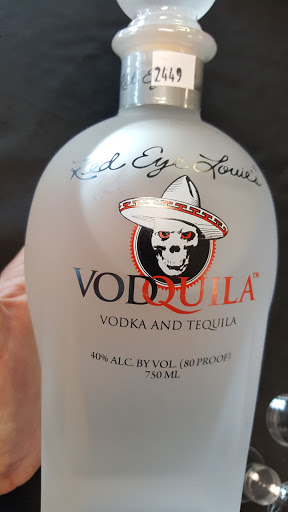 2449
Red Eye Louie's
VODQUILA™
VODKA AND TEQUILA
40% ALC. BY VOL. (80 PROOF)
750 ML